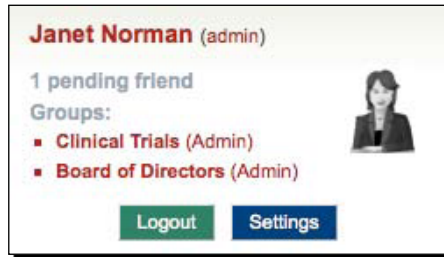 Janet Norman (admin)
1 pending friend
Groups:
Clinical Trials (Admin)
Board of Directors (Admin)
Logout Settings